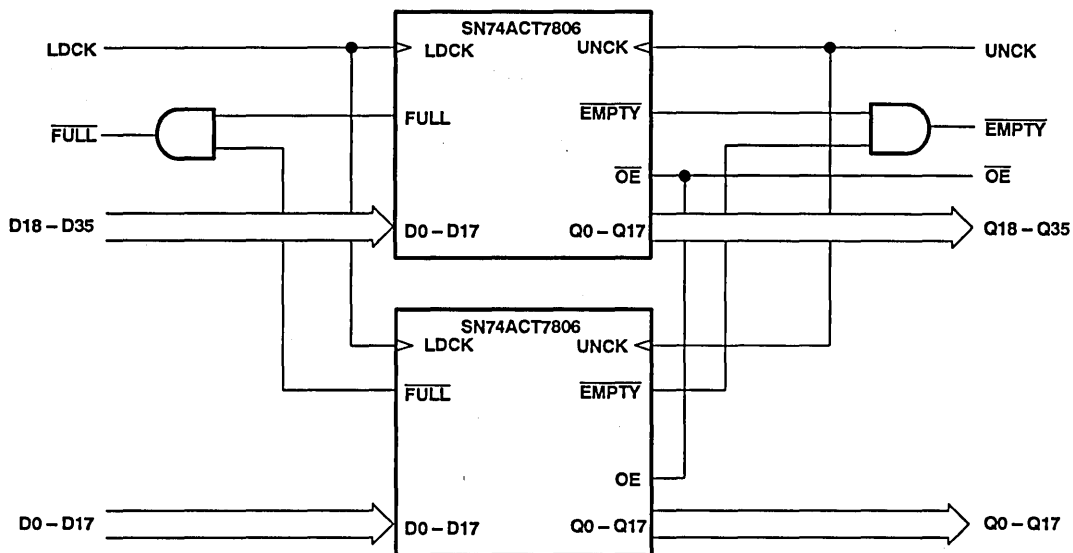 SN74ACT7806
LDCK
LDCK
UNCK
UNCK
FULL
FULL
EMPTY
EMPTY
OE
OE
D18 – D35
D0 – D17
Q0 – Q17
Q18 – Q35
SN74ACT7806
LDCK
UNCK
FULL
EMPTY
OE
D0 – D17
D0 – D17
Q0 – Q17
Q0 – Q17